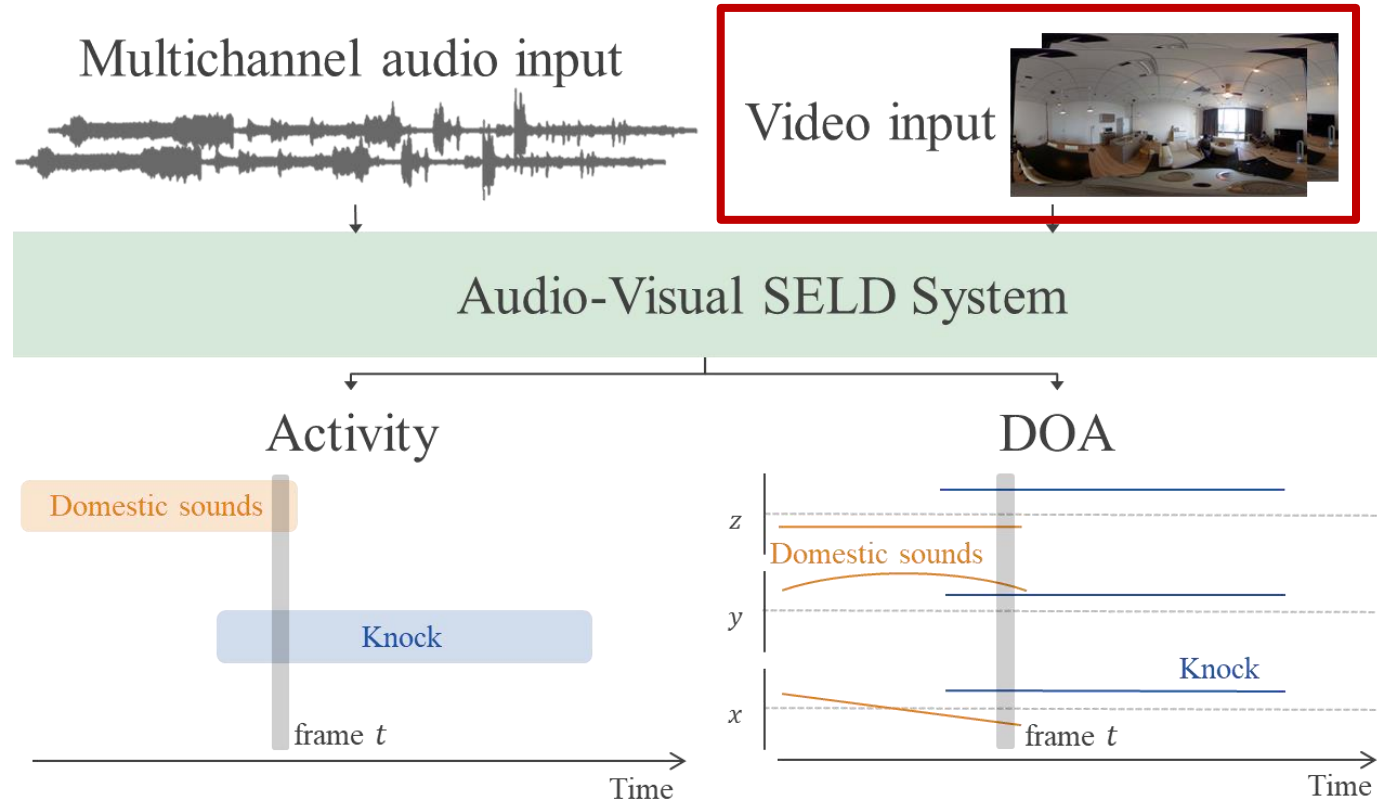 Multichannel audio input
Video input
Audio-Visual SELD System
Activity
Domestic sounds
Knock
frame t
Time
DOA
z
Domestic sounds
y
Knock
x
frame t
Time